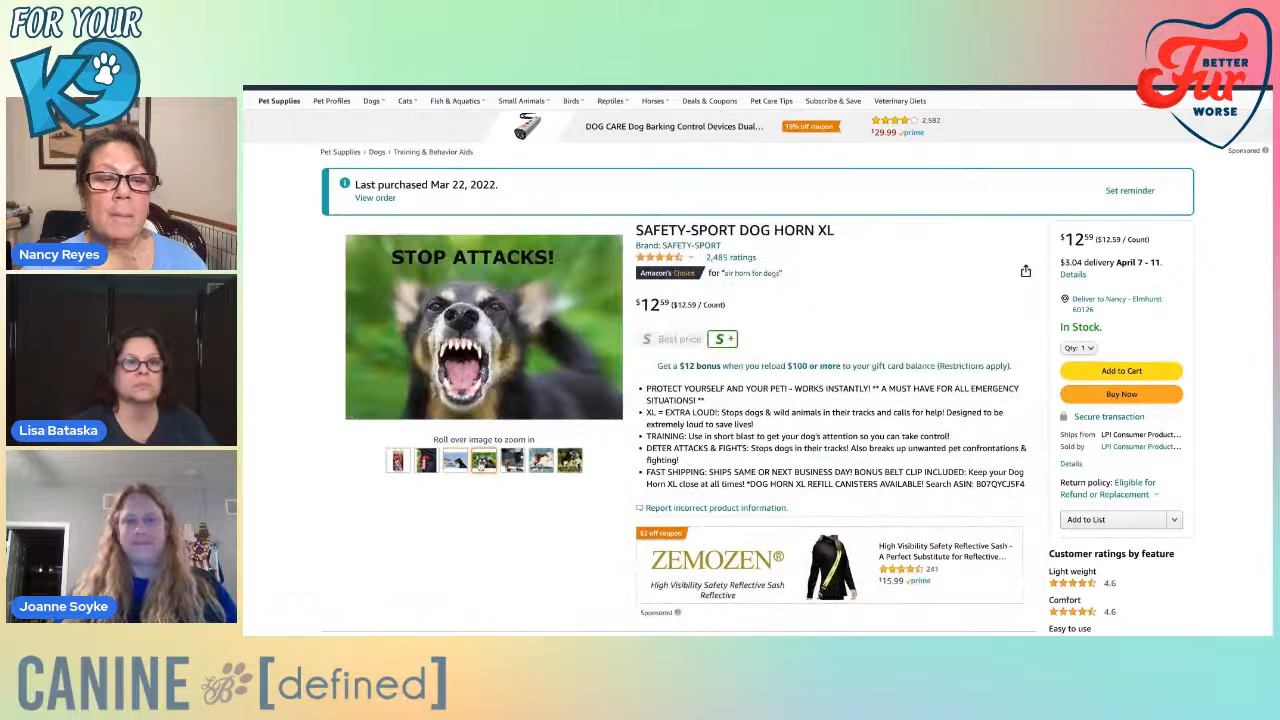 FOR YOUR
K9
BETTER
Fur
WORSE
Pet Supplies Pet Profiles Dogs Cats Fish & Aquatics Small Animals Birds Reptiles Horses Deals & Coupons Pet Care Tips Subscribe & Save Veterinary Diets
DOG CARE Dog Barking Control Devices Dual... 15% off coupon 2,582
$29.99 prime
Sponsored
Pet Supplies › Dogs › Training & Behavior Aids
Last purchased Mar 22, 2022.
View order
Set reminder
STOP ATTACKS!
Roll over image to zoom in
SAFETY-SPORT DOG HORN XL
Brand: SAFETY-SPORT
2,485 ratings
Amazon's Choice for "air horn for dogs"
$12.59 ($12.59 / Count)
S Best price S +
Get a $12 bonus when you reload $100 or more to your gift card balance (Restrictions apply).
• PROTECT YOURSELF AND YOUR PET! - WORKS INSTANTLY! ** A MUST HAVE FOR ALL EMERGENCY
SITUATIONS! **
• XL = EXTRA LOUD!: Stops dogs & wild animals in their tracks and calls for help! Designed to be
extremely loud to save lives!
• TRAINING: Use in short blast to get your dog's attention so you can take control!
• DETER ATTACKS & FIGHTS: Stops dogs in their tracks! Also breaks up unwanted pet confrontations &
fighting!
• FAST SHIPPING: SHIPS SAME OR NEXT BUSINESS DAY! BONUS BELT CLIP INCLUDED: Keep your Dog
Horn XL close at all times! *DOG HORN XL REFILL CANISTERS AVAILABLE! Search ASIN: B07QYCJ5F4
Report incorrect product information.
$2 off coupon
ZEMOZEN®
High Visibility Safety Reflective Sash
Reflective
High Visibility Safety Reflective Sash -
A Perfect Substitute for Reflective...
241
$15.99 prime
Sponsored
$12.59 ($12.59 / Count)
$3.04 delivery April 7 - 11.
Details
Deliver to Nancy - Elmhurst
60126
In Stock.
Qty: 1
Add to Cart
Buy Now
Secure transaction
Ships from LPI Consumer Product...
Sold by LPI Consumer Product...
Details
Return policy: Eligible for
Refund or Replacement
Add to List
Customer ratings by feature
Light weight
4.6
Comfort
4.6
Easy to use
Nancy Reyes
Lisa Bataska
Joanne Soyke
CANINE [defined]